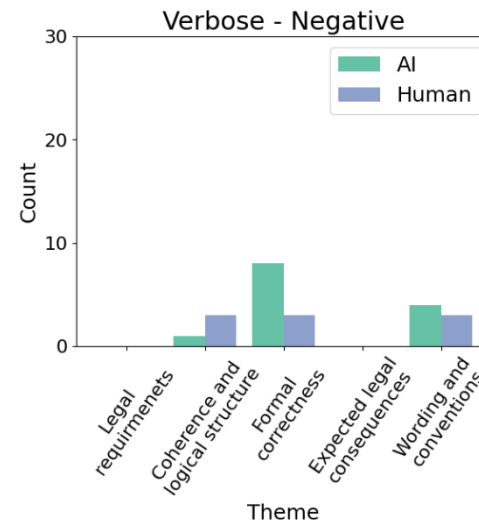 Verbose - Negative
30
20
10
0
Count
AI
Human
Legal
requirmenets
Coherence and
logical structure
Formal
correctness
Expected legal
consequences
Wording and
conventions
Theme